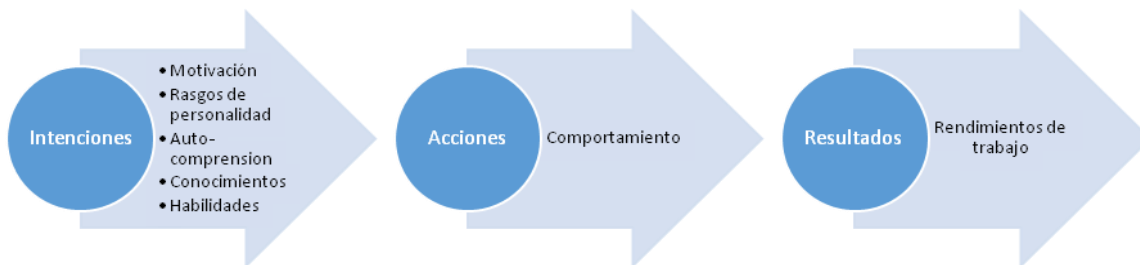 Intenciones
• Motivación
• Rasgos de
personalidad
• Auto-
comprension
• Conocimientos
• Habilidades
Acciones
Comportamiento
Resultados
Rendimientos de
trabajo